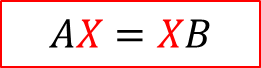 AX = XB